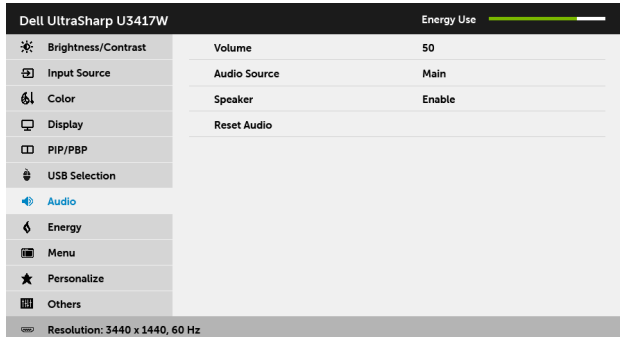 Dell UltraSharp U3417W Energy Use
Brightness/Contrast Volume 50
Input Source Audio Source Main
Color Speaker Enable
Display Reset Audio
PIP/PBP
USB Selection
Audio
Energy
Menu
Personalize
Others
Resolution: 3440 x 1440, 60 Hz